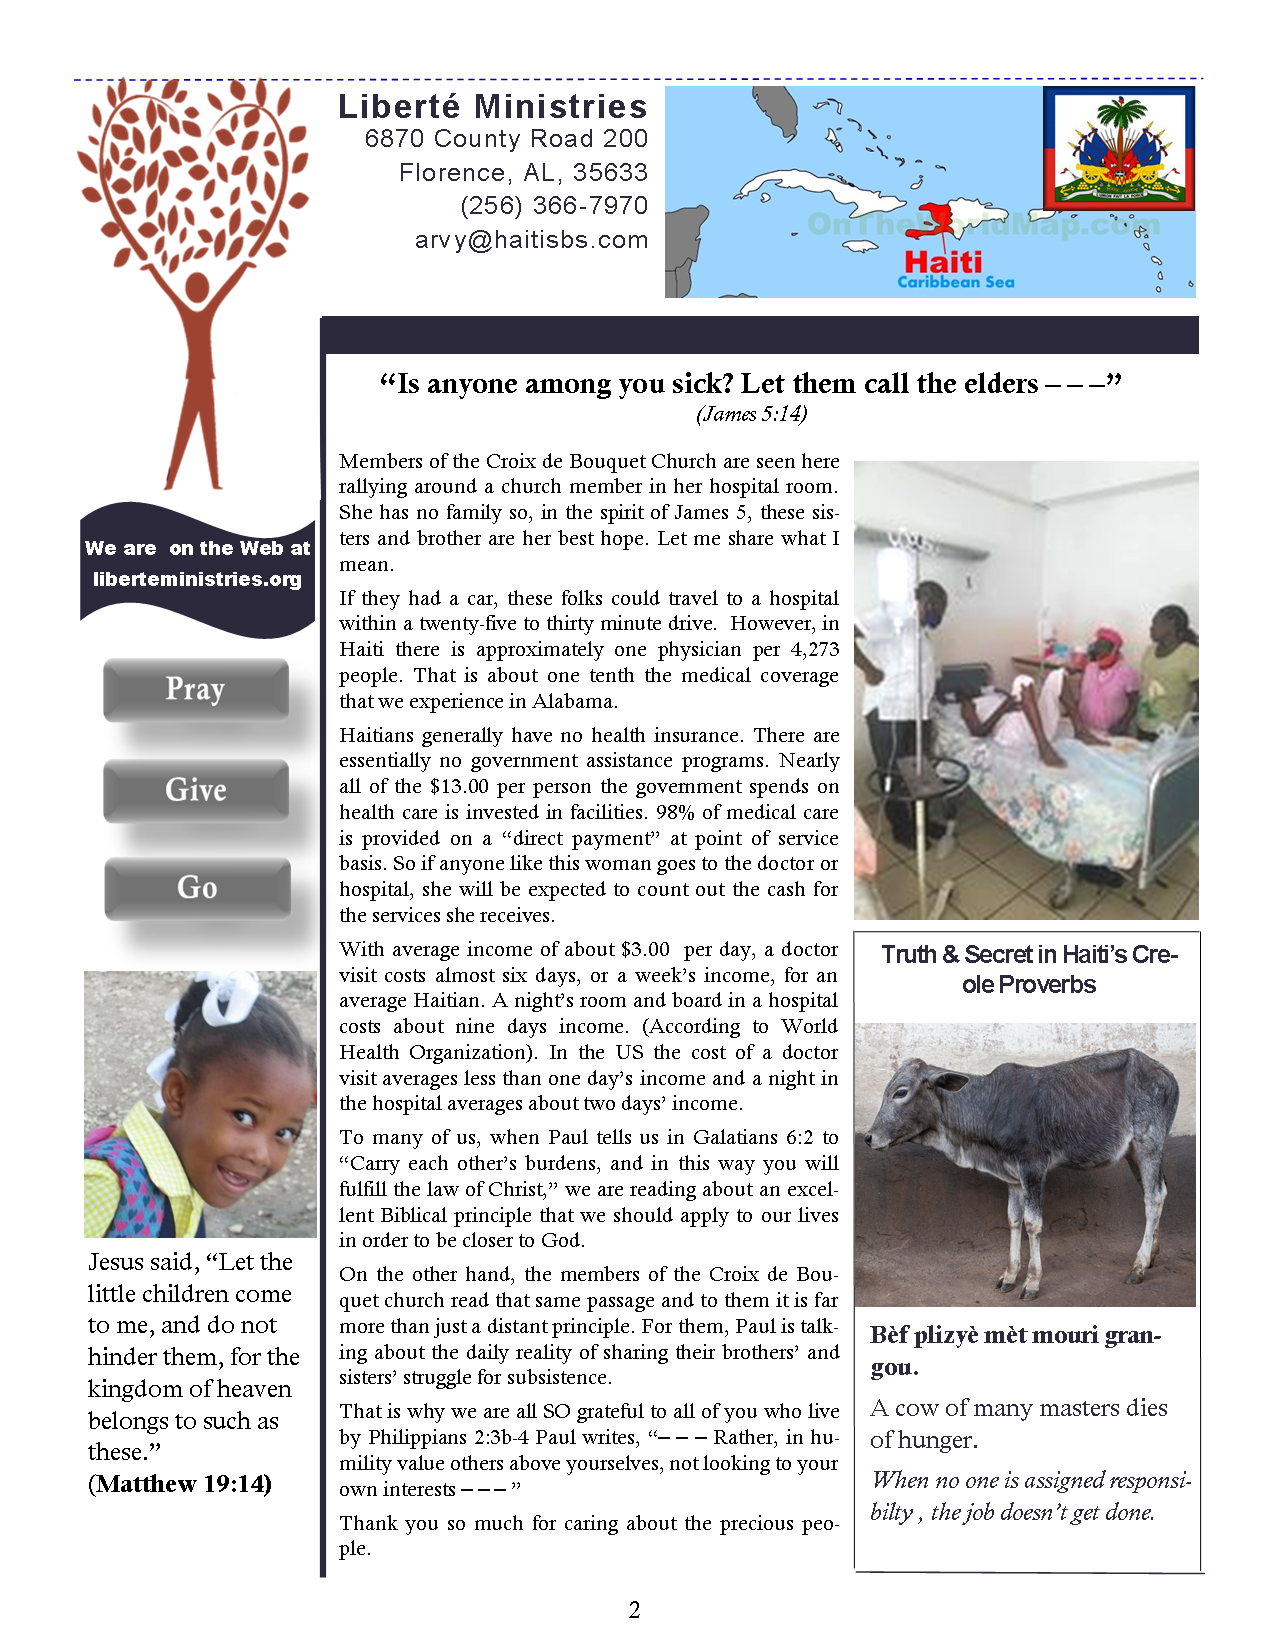 Liberté Ministries
6870 County Road 200
Florence, AL, 35633
(256) 366-7970
arvy@haitisbs.com
OnTheWorldMap.com
Haiti
Caribbean Sea
We are on the Web at
liberteministries.org
Pray
Give
Go
Jesus said, “Let the
little children come
to me, and do not
hinder them, for the
kingdom of heaven
belongs to such as
these.”
(Matthew 19:14)
“Is anyone among you sick? Let them call the elders – – –”
(James 5:14)
Members of the Croix de Bouquet Church are seen here
rallying around a church member in her hospital room.
She has no family so, in the spirit of James 5, these sis-
ters and brother are her best hope. Let me share what I
mean.
If they had a car, these folks could travel to a hospital
within a twenty-five to thirty minute drive. However, in
Haiti there is approximately one physician per 4,273
people. That is about one tenth the medical coverage
that we experience in Alabama.
Haitians generally have no health insurance. There are
essentially no government assistance programs. Nearly
all of the $13.00 per person the government spends on
health care is invested in facilities. 98% of medical care
is provided on a “direct payment” at point of service
basis. So if anyone like this woman goes to the doctor or
hospital, she will be expected to count out the cash for
the services she receives.
With average income of about $3.00 per day, a doctor
visit costs almost six days, or a week’s income, for an
average Haitian. A night’s room and board in a hospital
costs about nine days income. (According to World
Health Organization). In the US the cost of a doctor
visit averages less than one day’s income and a night in
the hospital averages about two days’ income.
To many of us, when Paul tells us in Galatians 6:2 to
“Carry each other’s burdens, and in this way you will
fulfill the law of Christ,” we are reading about an excel-
lent Biblical principle that we should apply to our lives
in order to be closer to God.
On the other hand, the members of the Croix de Bou-
quet church read that same passage and to them it is far
more than just a distant principle. For them, Paul is talk-
ing about the daily reality of sharing their brothers’ and
sisters’ struggle for subsistence.
That is why we are all SO grateful to all of you who live
by Philippians 2:3b-4 Paul writes, “– – – Rather, in hu-
mility value others above yourselves, not looking to your
own interests – – – ”
Thank you so much for caring about the precious peo-
ple.
Truth & Secret in Haiti’s Cre-
ole Proverbs
Bèf plizyè mèt mouri gran-
gou.
A cow of many masters dies
of hunger.
When no one is assigned responsi-
bilty , the job doesn’t get done.
2